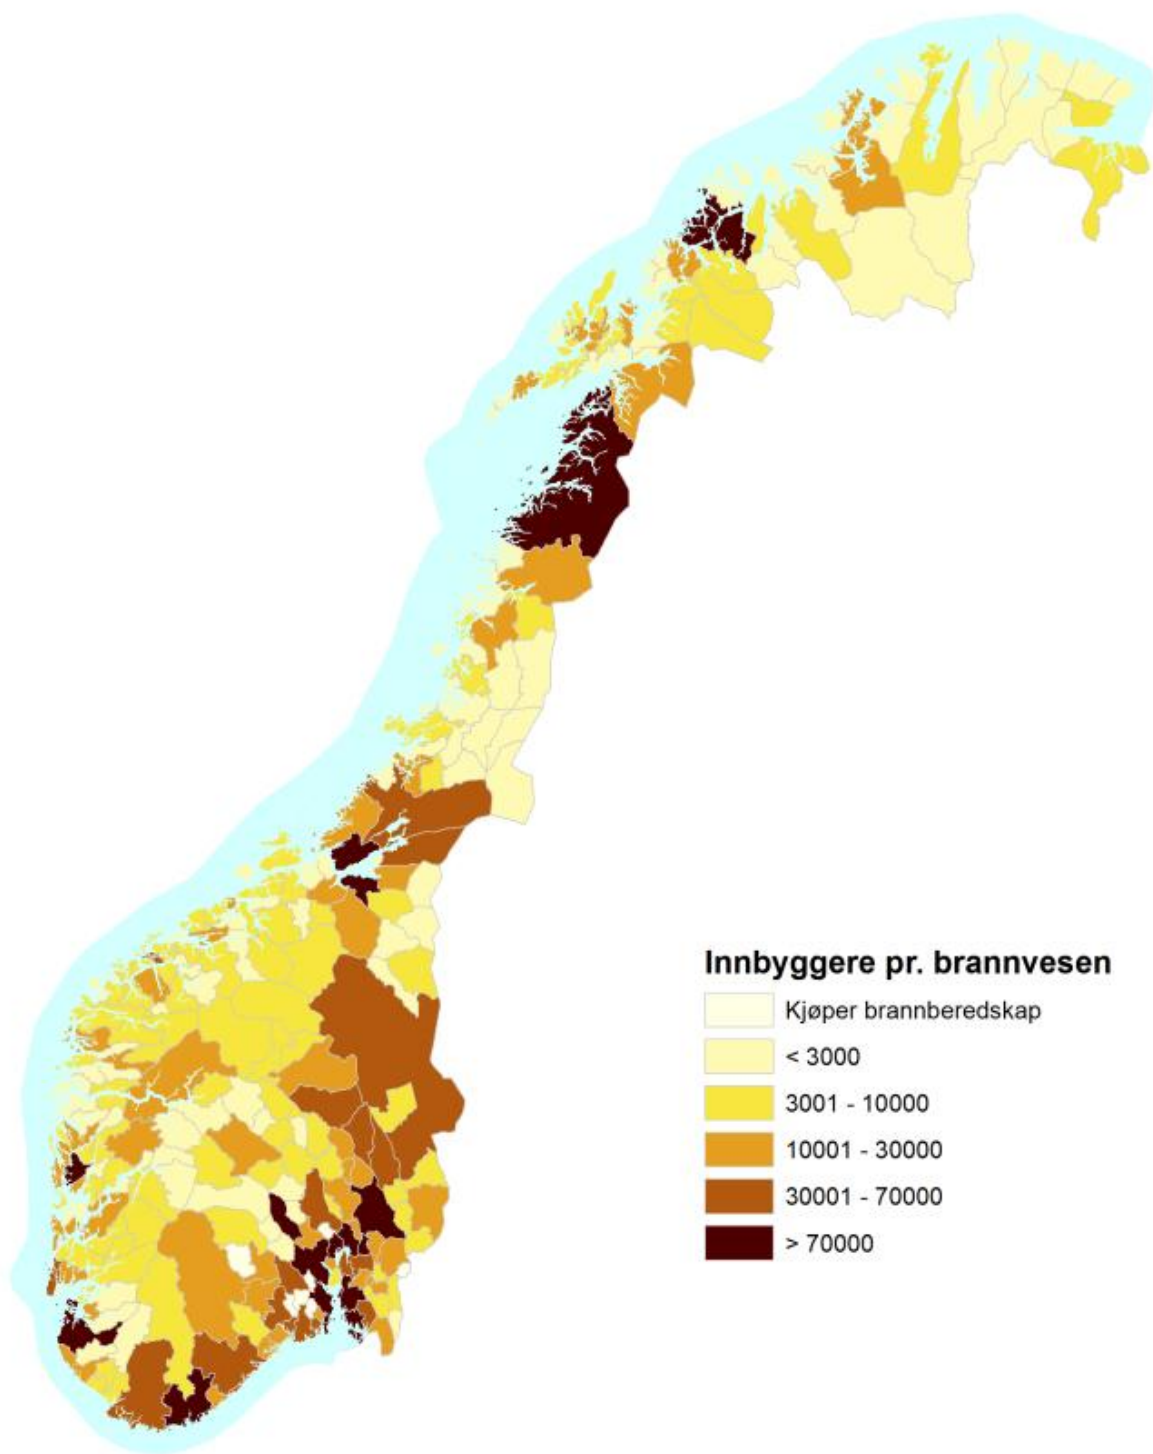 Innbyggere pr. brannvesen
Kjøper brannberedskap
< 3000
3001 - 10000
10001 - 30000
30001 - 70000
> 70000